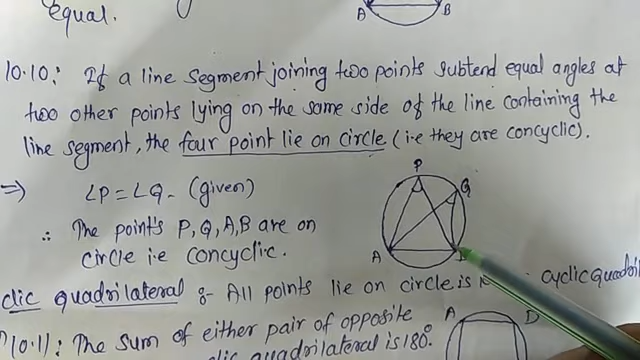 equal.
A B
10.10: If a line segment joining two points subtend equal angles at
two other points lying on the same side of the line containing the
line segment, the four point lie on circle (i.e they are concyclic).
P
Q
⇒ ∠P = ∠Q - (given)
∴ The point's P, Q, A, B are on
circle i.e concyclic.
A
clic quadrilateral :- All points lie on circle is cyclic quadril
10.11: The sum of either pair of opposite
A D
quadrilateral is 180°.